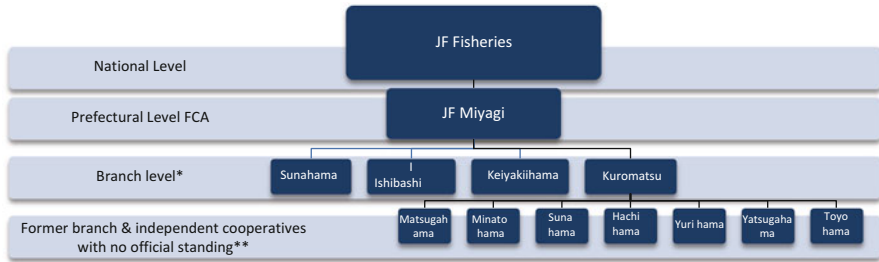 JF Fisheries
National Level
JF Miyagi
Prefectural Level FCA
Branch level*
Sunahama
I
Ishibashi
Keiyakiihama
Kuromatsu
Former branch & independent cooperatives
with no official standing**
Matsugah
ama
Minato
hama
Suna
hama
Hachi
hama
Yuri hama
Yatsugaha
ma
Toyo
hama